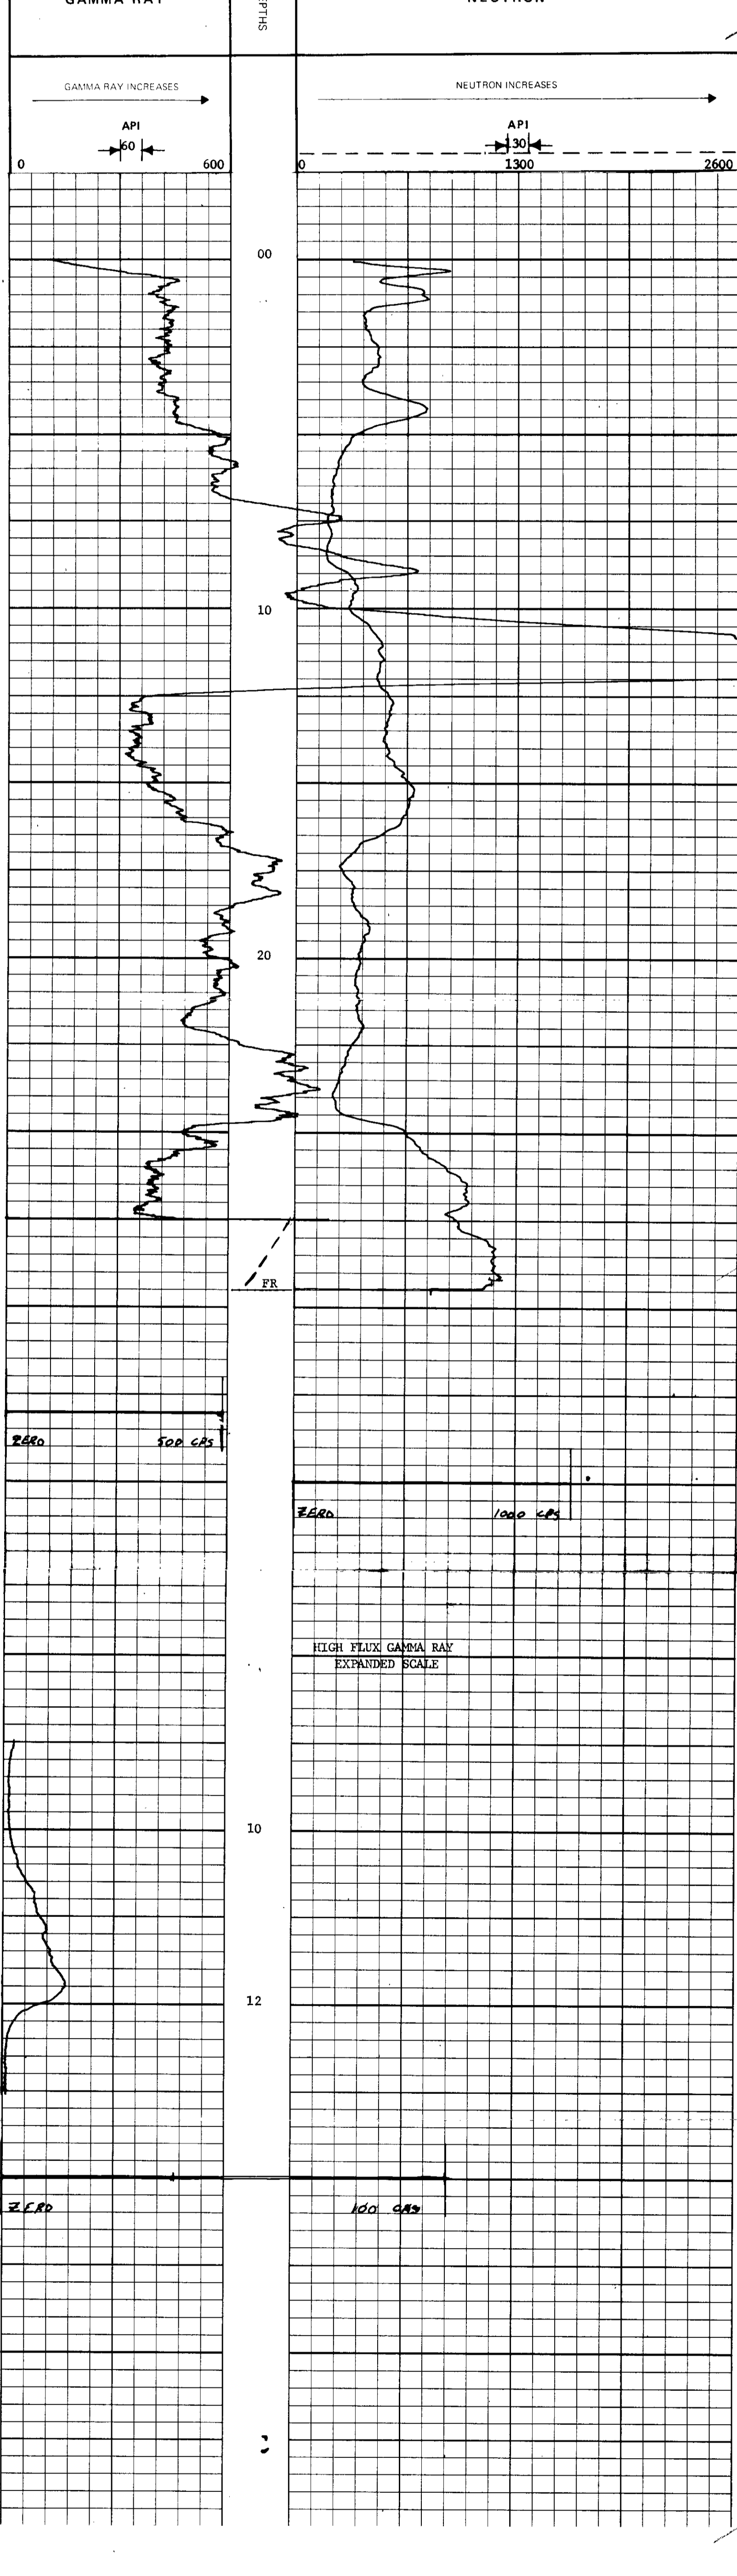 GAMMA RAY NEUTRON
DEPTHS
GAMMA RAY INCREASES NEUTRON INCREASES
API API
60 130
0 600 0 1300 2600
00
10
20
FR
ZERO 500 CPS
ZERO 1000 CPS
HIGH FLUX GAMMA RAY
EXPANDED SCALE
10
12
ZERO 100 CPS